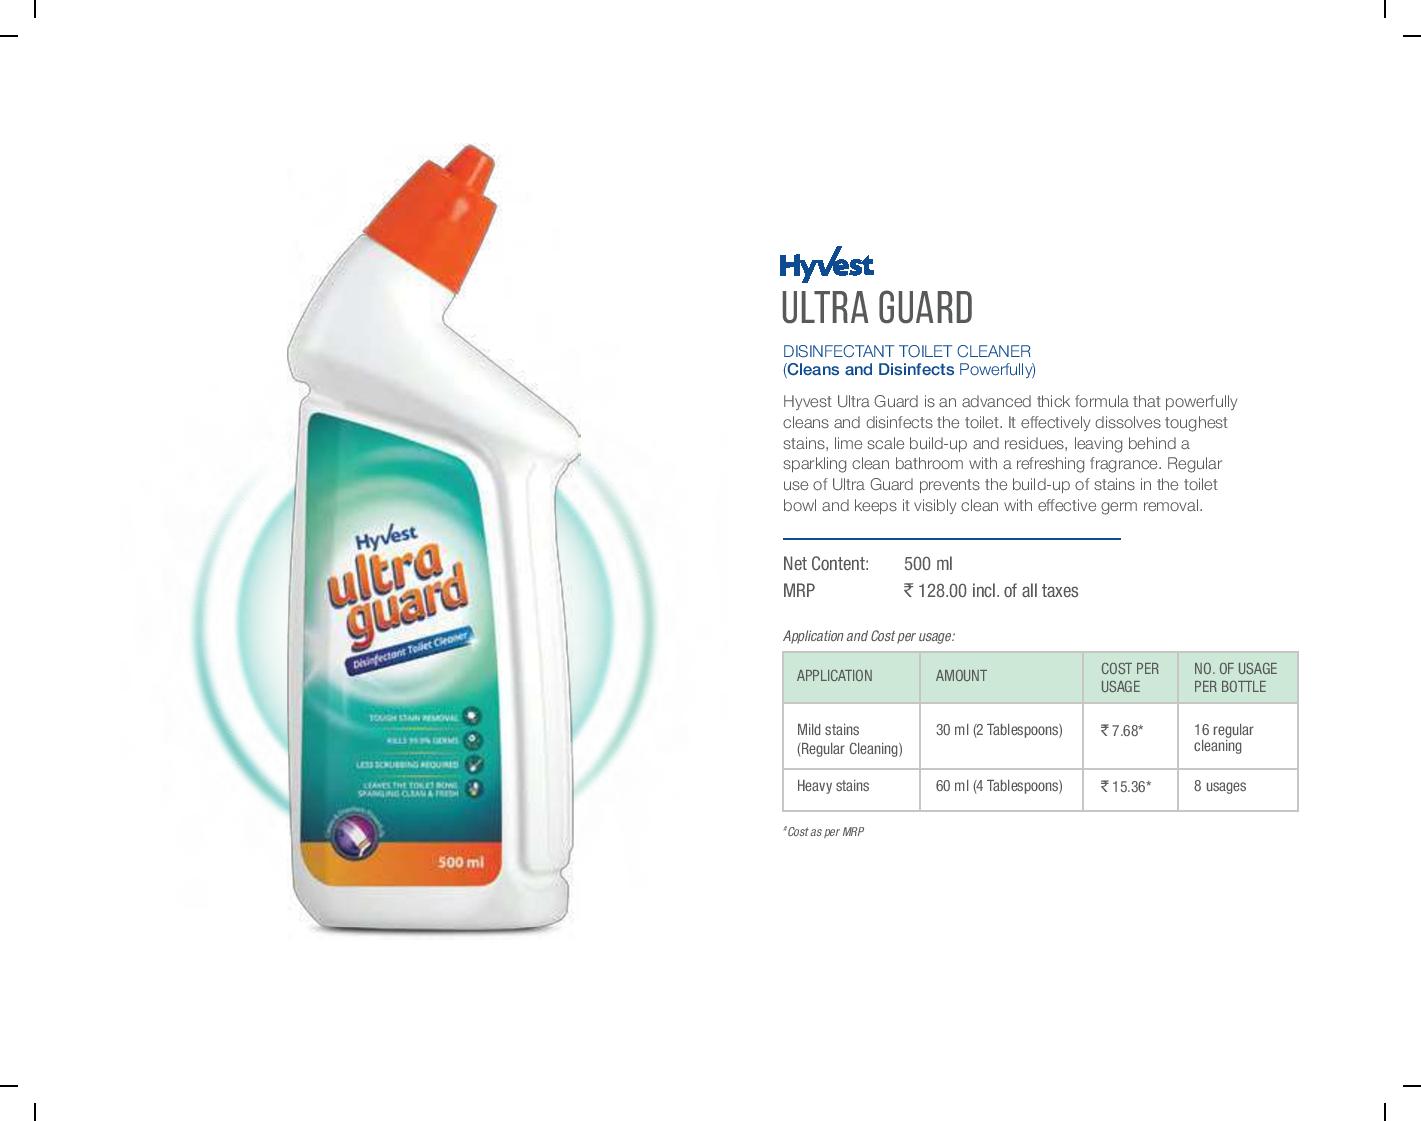 Hyvest
ultra
guard
Disinfectant Toilet Cleaner
TOUGH STAIN REMOVAL
KILLS 99.9% GERMS
LESS SCRUBBING REQUIRED
LEAVES THE TOILET BOWL
SPARKLING CLEAN & FRESH
500 ml
Hyvest
ULTRA GUARD
DISINFECTANT TOILET CLEANER
(Cleans and Disinfects Powerfully)
Hyvest Ultra Guard is an advanced thick formula that powerfully
cleans and disinfects the toilet. It effectively dissolves toughest
stains, lime scale build-up and residues, leaving behind a
sparkling clean bathroom with a refreshing fragrance. Regular
use of Ultra Guard prevents the build-up of stains in the toilet
bowl and keeps it visibly clean with effective germ removal.
Net Content: 500 ml
MRP ₹ 128.00 incl. of all taxes
Application and Cost per usage:
APPLICATION AMOUNT COST PER USAGE NO. OF USAGE PER BOTTLE
Mild stains (Regular Cleaning) 30 ml (2 Tablespoons) ₹ 7.68* 16 regular cleaning
Heavy stains 60 ml (4 Tablespoons) ₹ 15.36* 8 usages
*Cost as per MRP